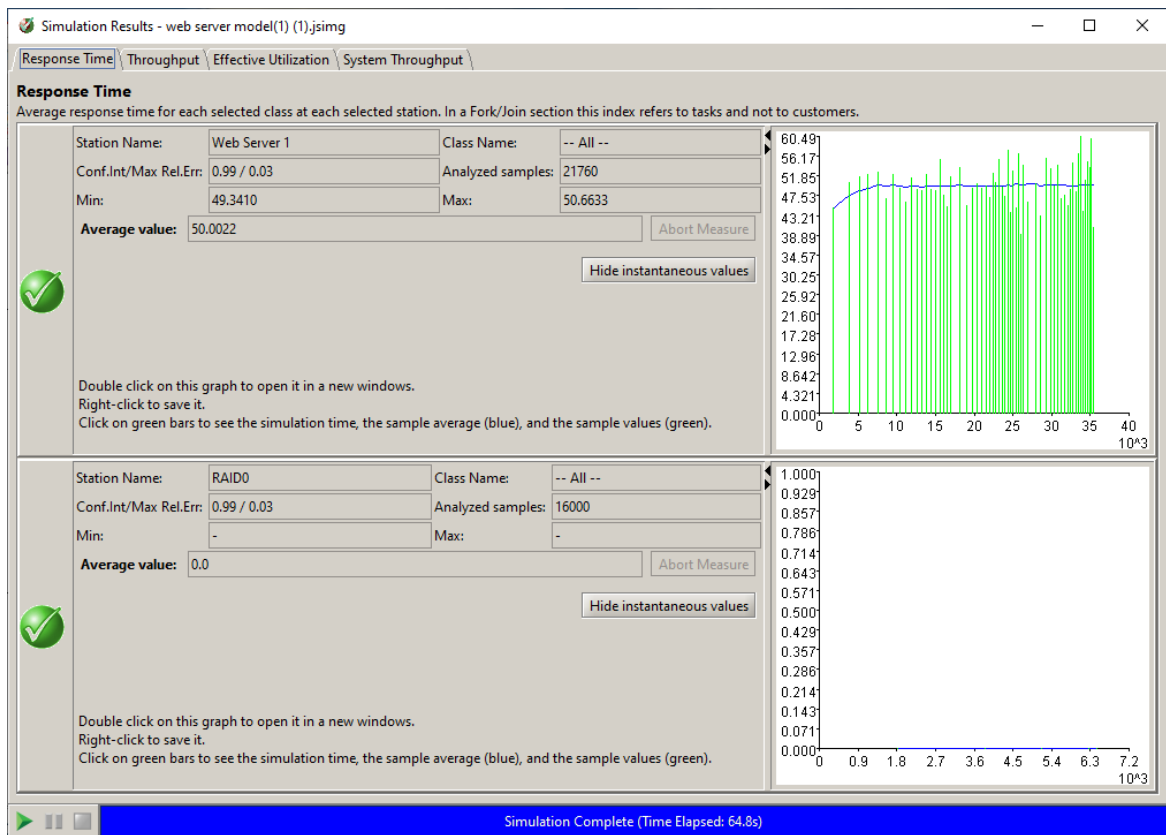 Simulation Results - web server model(1) (1).jsimg
Response Time Throughput Effective Utilization System Throughput
Response Time
Average response time for each selected class at each selected station. In a Fork/Join section this index refers to tasks and not to customers.
Station Name: Web Server 1 Class Name: -- All --
Conf.Int/Max Rel.Err: 0.99 / 0.03 Analyzed samples: 21760
Min: 49.3410 Max: 50.6633
Average value: 50.0022 Abort Measure
Hide instantaneous values
Double click on this graph to open it in a new windows.
Right-click to save it.
Click on green bars to see the simulation time, the sample average (blue), and the sample values (green).
60.49
56.17
51.85
47.53
43.21
38.89
34.57
30.25
25.92
21.60
17.28
12.96
8.642
4.321
0.000
0 5 10 15 20 25 30 35 40
10^3
Station Name: RAID0 Class Name: -- All --
Conf.Int/Max Rel.Err: 0.99 / 0.03 Analyzed samples: 16000
Min: - Max: -
Average value: 0.0 Abort Measure
Hide instantaneous values
Double click on this graph to open it in a new windows.
Right-click to save it.
Click on green bars to see the simulation time, the sample average (blue), and the sample values (green).
1.000
0.929
0.857
0.786
0.714
0.643
0.571
0.500
0.429
0.357
0.286
0.214
0.143
0.071
0.000
0 0.9 1.8 2.7 3.6 4.5 5.4 6.3 7.2
10^3
Simulation Complete (Time Elapsed: 64.8s)